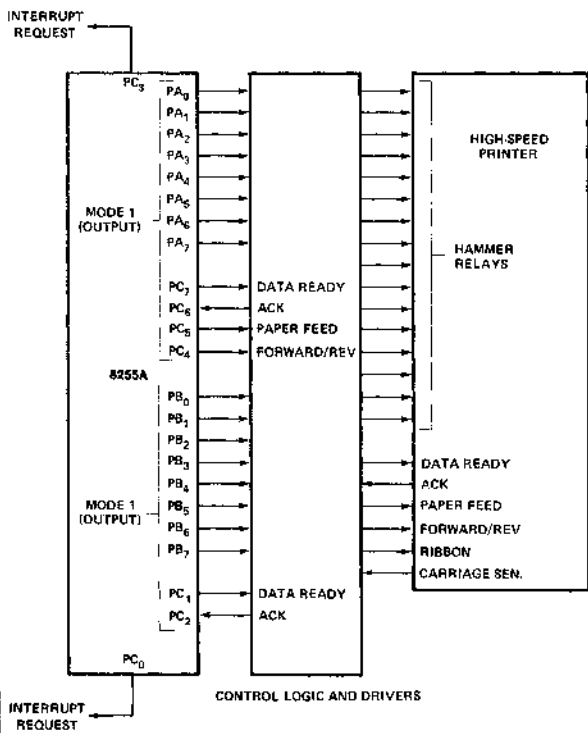 INTERRUPT
REQUEST
PC3
PA0
PA1
PA2
PA3
PA4
PA5
PA6
PA7
MODE 1
(OUTPUT)
PC7
PC6
PC5
PC4
8255A
PB0
PB1
PB2
PB3
PB4
PB5
PB6
PB7
MODE 1
(OUTPUT)
PC1
PC2
PC0
INTERRUPT
REQUEST
DATA READY
ACK
PAPER FEED
FORWARD/REV
DATA READY
ACK
CONTROL LOGIC AND DRIVERS
HIGH-SPEED
PRINTER
HAMMER
RELAYS
DATA READY
ACK
PAPER FEED
FORWARD/REV
RIBBON
CARRIAGE SEN.